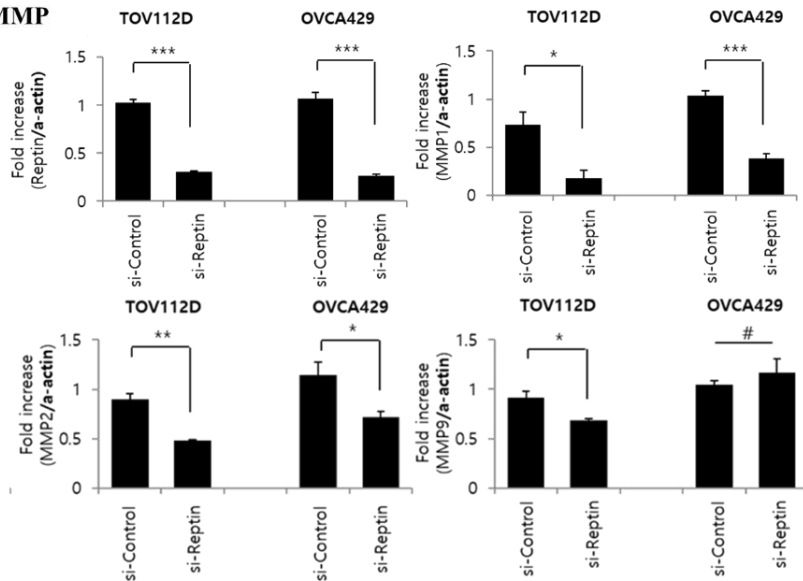 MMP
TOV112D OVCA429
Fold increase
(Reptin/a-actin)
1.5
1
0.5
0
*** ***
si-Control si-Reptin si-Control si-Reptin
TOV112D OVCA429
Fold increase
(MMP1/a-actin)
1.5
1
0.5
0
* ***
si-Control si-Reptin si-Control si-Reptin
TOV112D OVCA429
Fold increase
(MMP2/a-actin)
1.5
1
0.5
0
** *
si-Control si-Reptin si-Control si-Reptin
TOV112D OVCA429
Fold increase
(MMP9/a-actin)
1.5
1
0.5
0
* #
si-Control si-Reptin si-Control si-Reptin